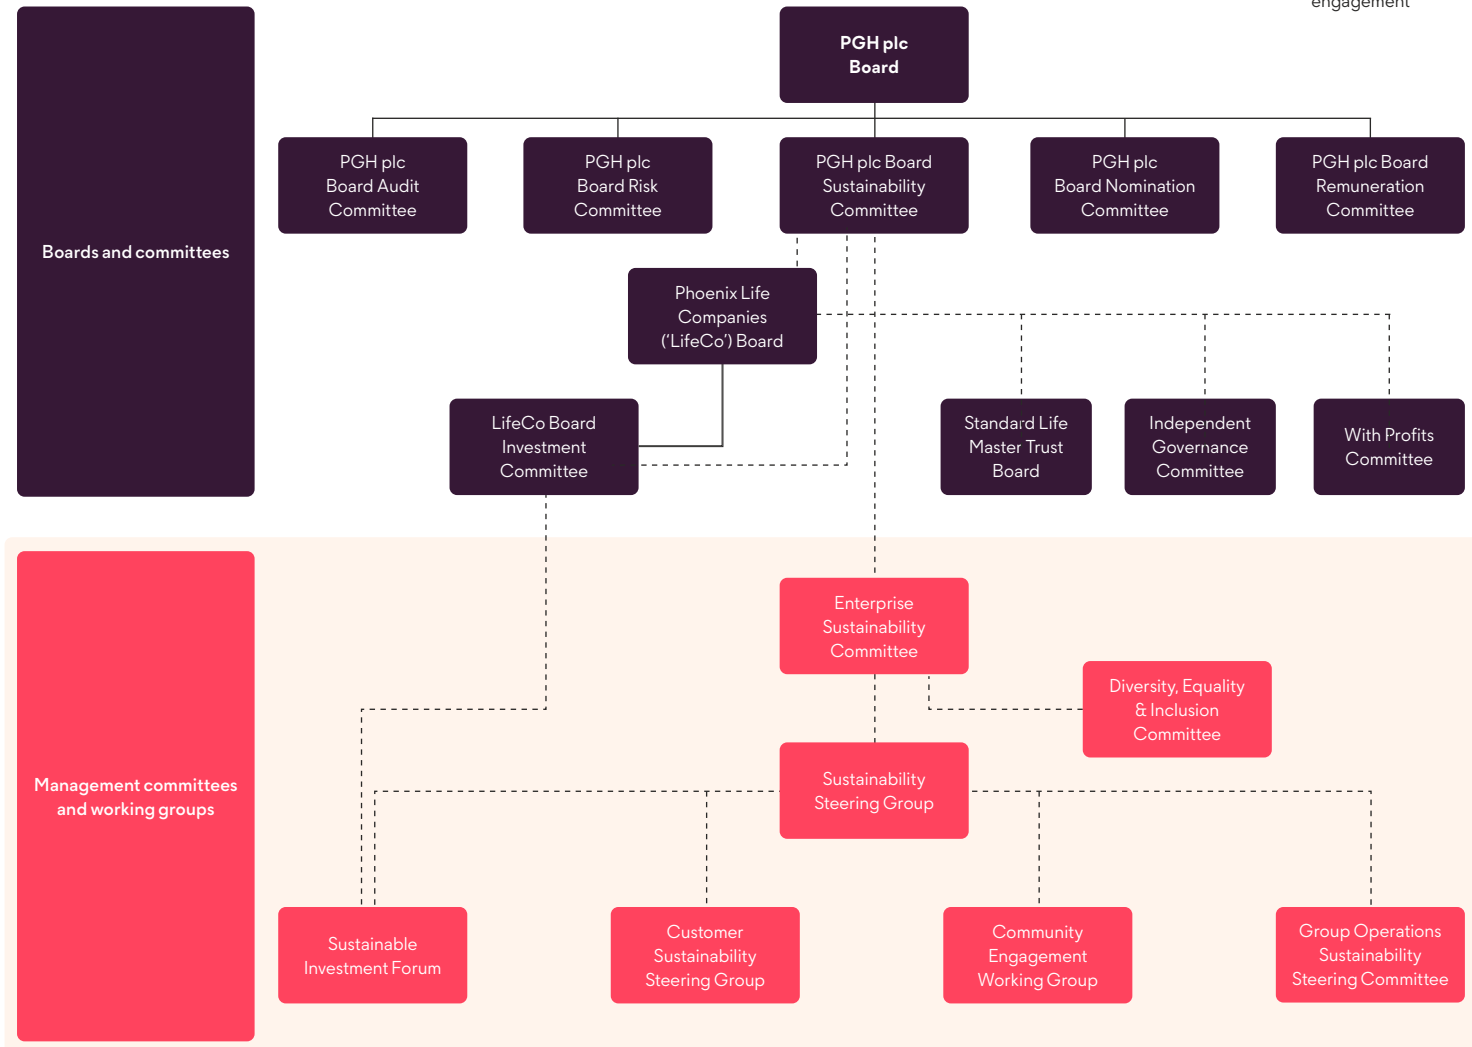 engagement
PGH plc
Board
PGH plc
Board Audit
Committee
PGH plc
Board Risk
Committee
PGH plc Board
Sustainability
Committee
PGH plc
Board Nomination
Committee
PGH plc Board
Remuneration
Committee
Boards and committees
Phoenix Life
Companies
(‘LifeCo’) Board
LifeCo Board
Investment
Committee
Standard Life
Master Trust
Board
Independent
Governance
Committee
With Profits
Committee
Enterprise
Sustainability
Committee
Diversity, Equality
& Inclusion
Committee
Management committees
and working groups
Sustainability
Steering Group
Sustainable
Investment Forum
Customer
Sustainability
Steering Group
Community
Engagement
Working Group
Group Operations
Sustainability
Steering Committee